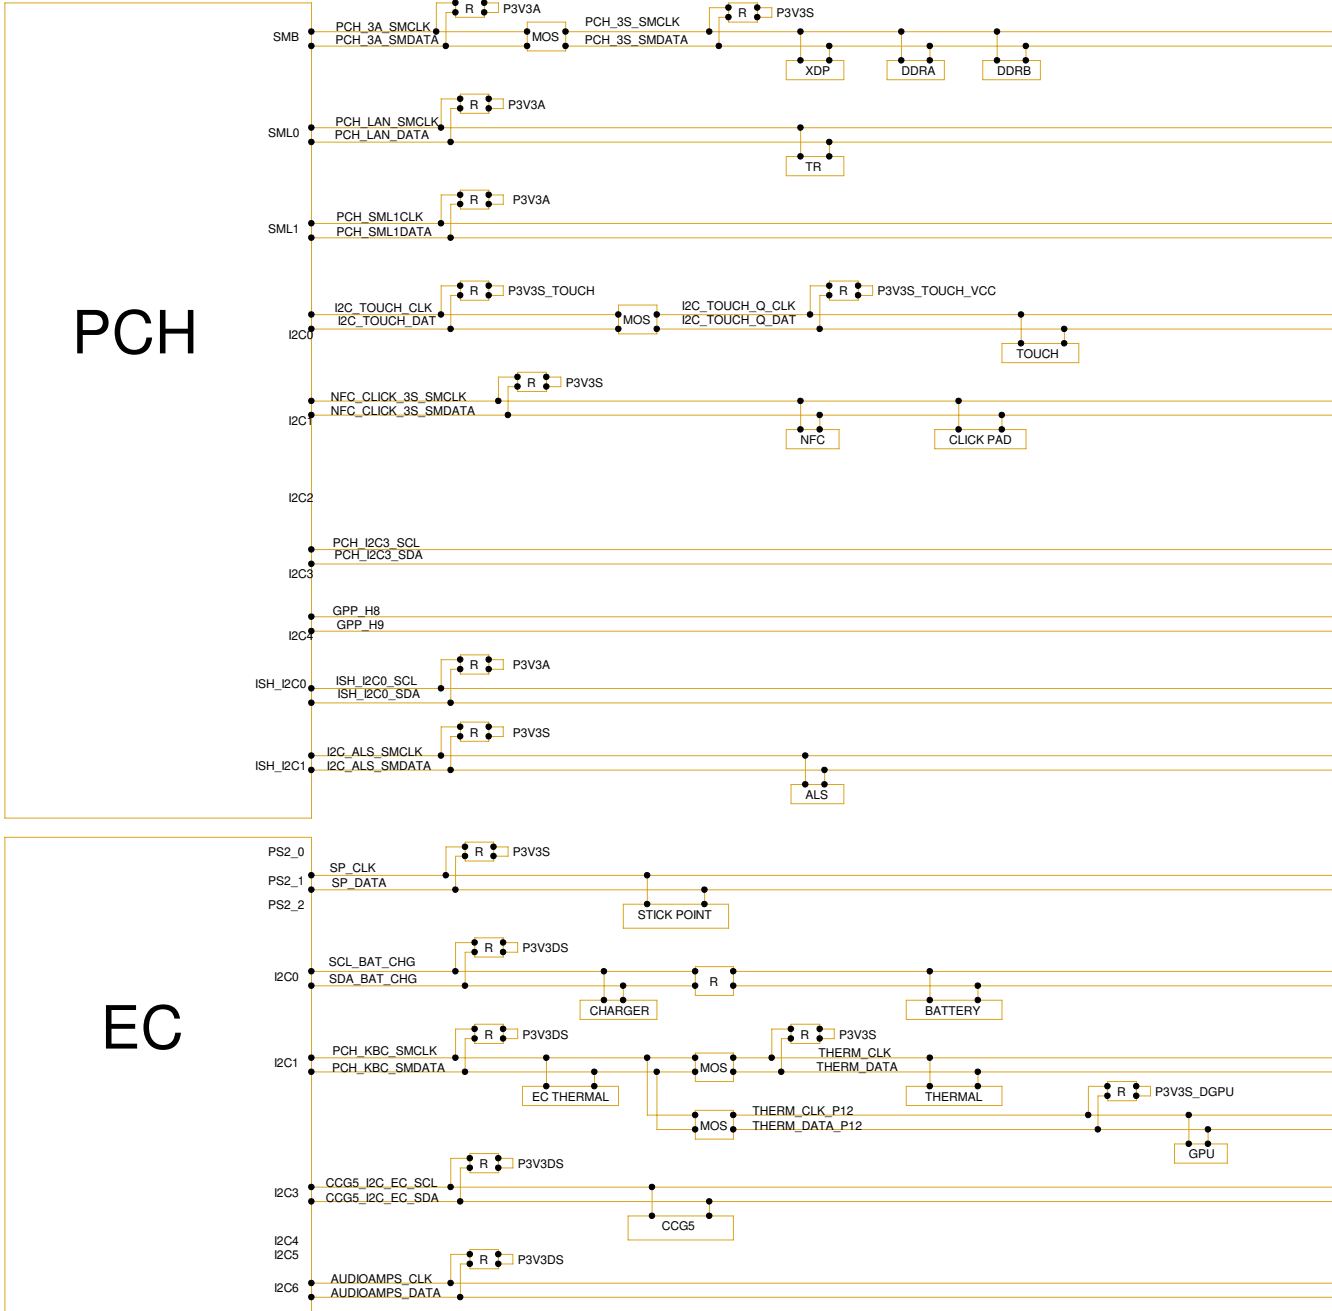 PCH
SMB
PCH_3A_SMCLK
PCH_3A_SMDATA
R
P3V3A
MOS
PCH_3S_SMCLK
PCH_3S_SMDATA
R
P3V3S
XDP
DDRA
DDRB
SML0
PCH_LAN_SMCLK
PCH_LAN_DATA
R
P3V3A
TR
SML1
PCH_SML1CLK
PCH_SML1DATA
R
P3V3A
I2C0
I2C_TOUCH_CLK
I2C_TOUCH_DAT
R
P3V3S_TOUCH
MOS
I2C_TOUCH_Q_CLK
I2C_TOUCH_Q_DAT
R
P3V3S_TOUCH_VCC
TOUCH
I2C1
NFC_CLICK_3S_SMCLK
NFC_CLICK_3S_SMDATA
R
P3V3S
NFC
CLICK PAD
I2C2
I2C3
PCH_I2C3_SCL
PCH_I2C3_SDA
I2C4
GPP_H8
GPP_H9
ISH_I2C0
ISH_I2C0_SCL
ISH_I2C0_SDA
R
P3V3A
ISH_I2C1
I2C_ALS_SMCLK
I2C_ALS_SMDATA
R
P3V3S
ALS
EC
PS2_0
PS2_1
PS2_2
SP_CLK
SP_DATA
R
P3V3S
STICK POINT
I2C0
SCL_BAT_CHG
SDA_BAT_CHG
R
P3V3DS
CHARGER
R
BATTERY
I2C1
PCH_KBC_SMCLK
PCH_KBC_SMDATA
R
P3V3DS
EC THERMAL
MOS
R
P3V3S
THERM_CLK
THERM_DATA
THERMAL
MOS
THERM_CLK_P12
THERM_DATA_P12
R
P3V3S_DGPU
GPU
I2C3
CCG5_I2C_EC_SCL
CCG5_I2C_EC_SDA
R
P3V3DS
CCG5
I2C4
I2C5
I2C6
AUDIOAMPS_CLK
AUDIOAMPS_DATA
R
P3V3DS